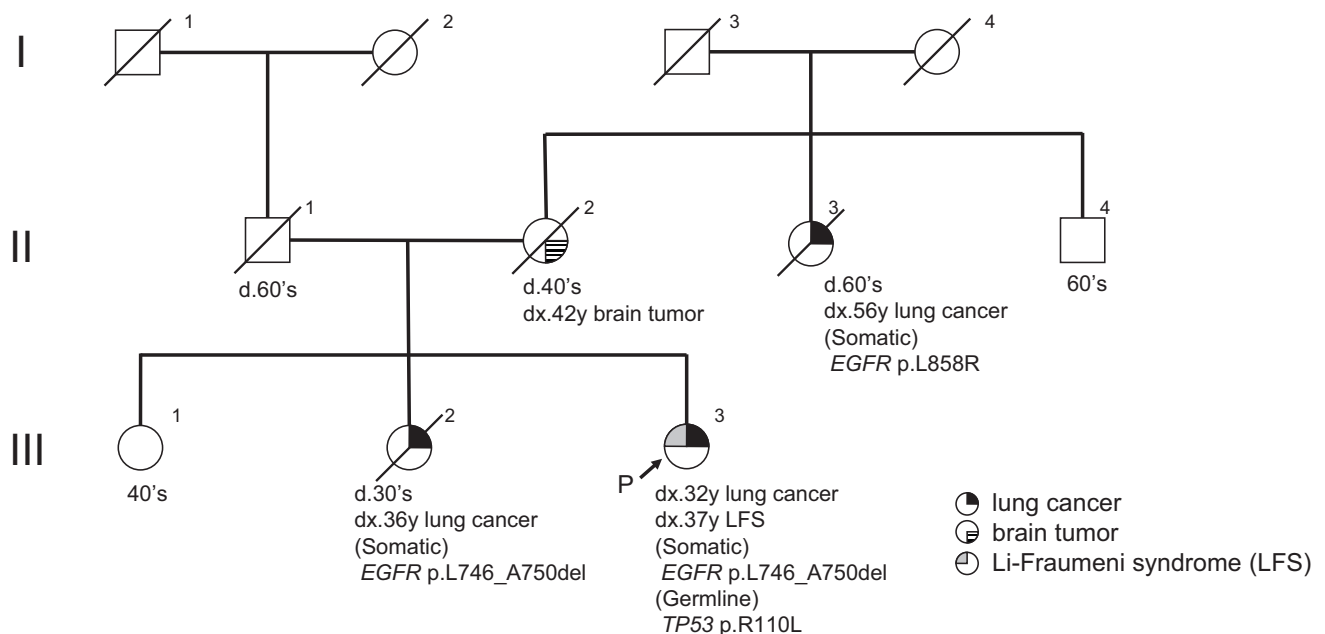 I
1
2
3
4
II
1
2
3
4
d.60's
d.40's
dx.42y brain tumor
d.60's
dx.56y lung cancer
(Somatic)
EGFR p.L858R
60's
III
1
2
3
P
40's
d.30's
dx.36y lung cancer
(Somatic)
EGFR p.L746_A750del
dx.32y lung cancer
dx.37y LFS
(Somatic)
EGFR p.L746_A750del
(Germline)
TP53 p.R110L
lung cancer
brain tumor
Li-Fraumeni syndrome (LFS)